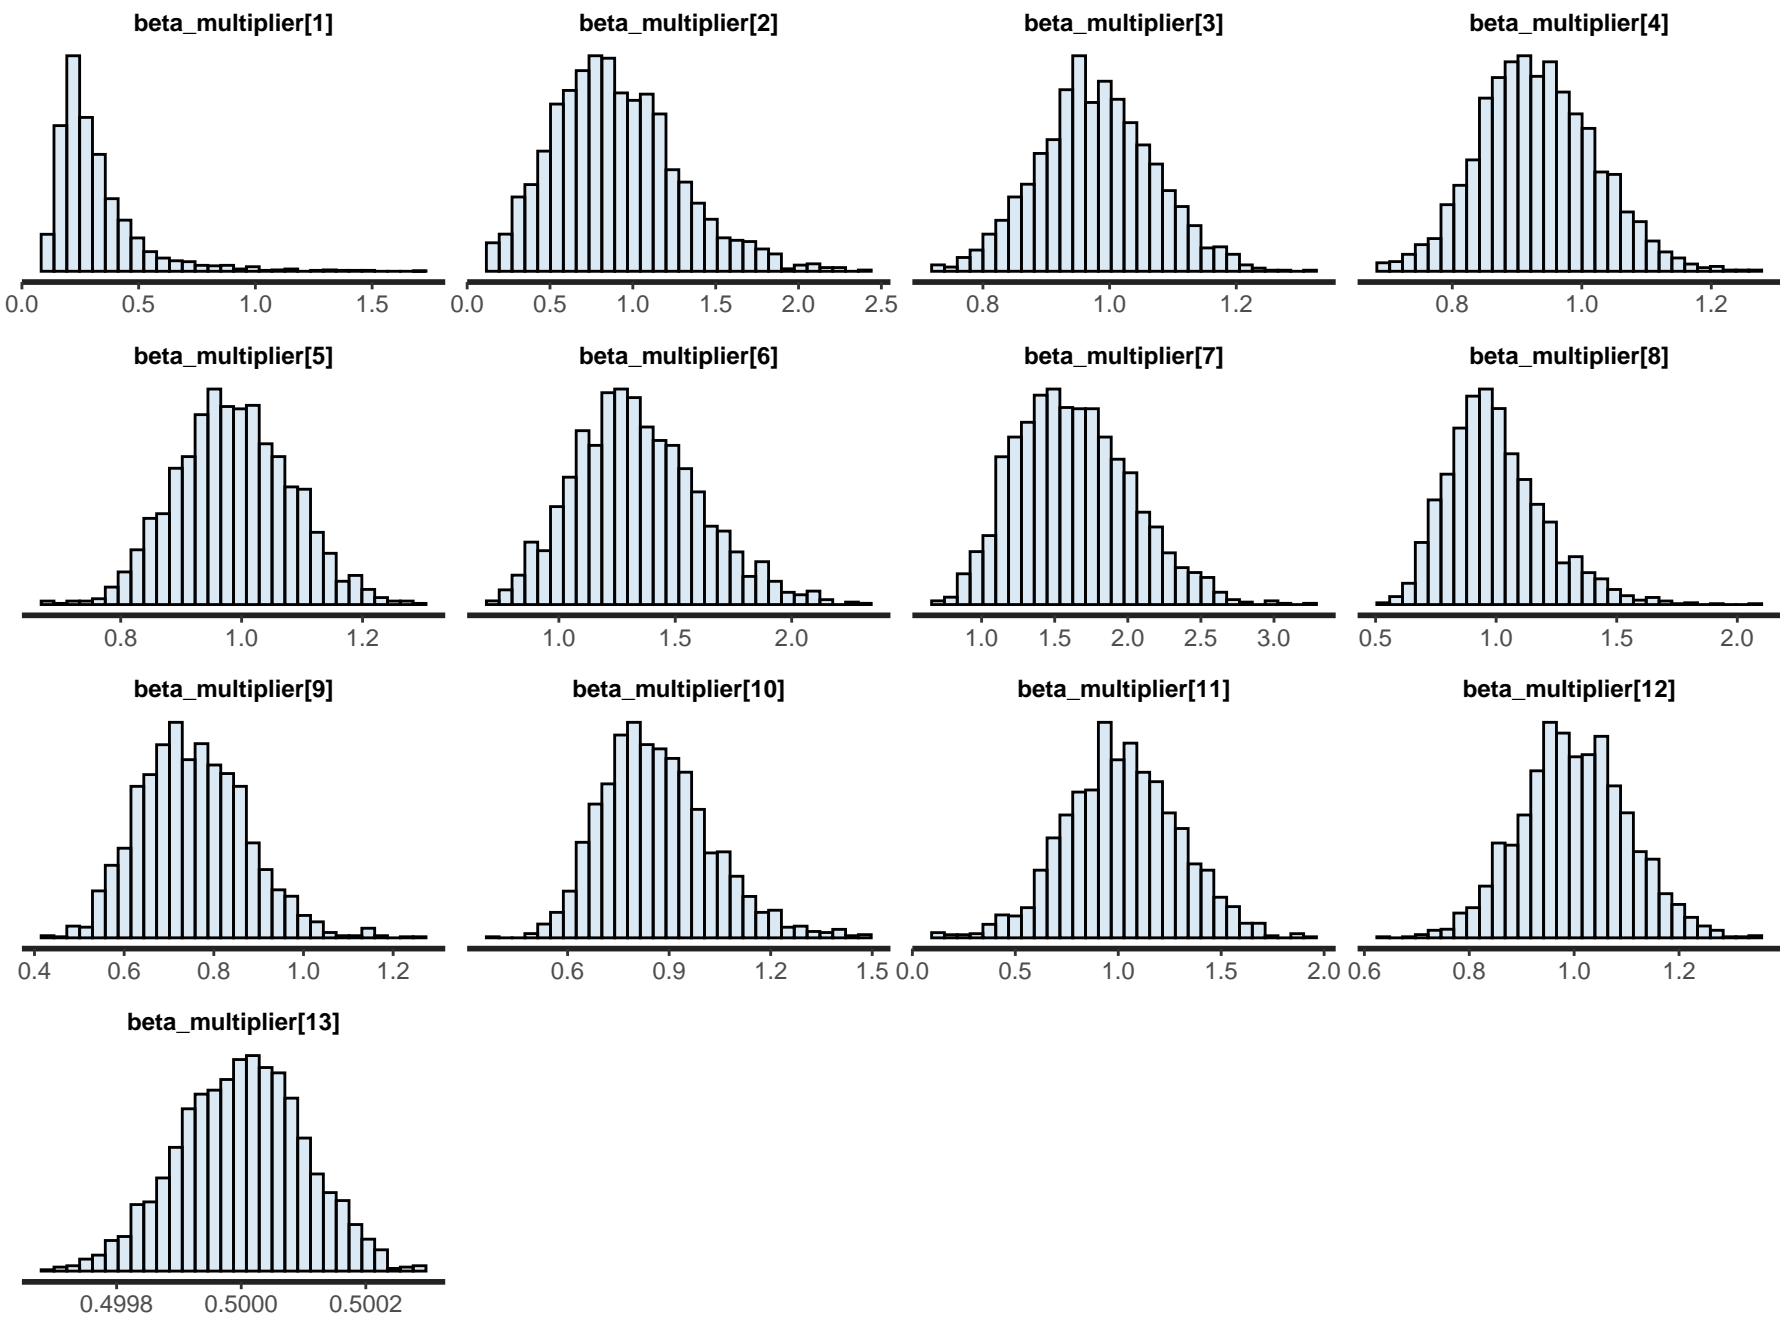 beta_multiplier[1] beta_multiplier[2] beta_multiplier[3] beta_multiplier[4]
0.0 0.5 1.0 1.5 0.0 0.5 1.0 1.5 2.0 2.5 0.8 1.0 1.2 0.8 1.0 1.2
beta_multiplier[5] beta_multiplier[6] beta_multiplier[7] beta_multiplier[8]
0.8 1.0 1.2 1.0 1.5 2.0 1.0 1.5 2.0 2.5 3.0 0.5 1.0 1.5 2.0
beta_multiplier[9] beta_multiplier[10] beta_multiplier[11] beta_multiplier[12]
0.4 0.6 0.8 1.0 1.2 0.6 0.9 1.2 1.5 0.0 0.5 1.0 1.5 2.0 0.6 0.8 1.0 1.2
beta_multiplier[13]
0.4998 0.5000 0.5002